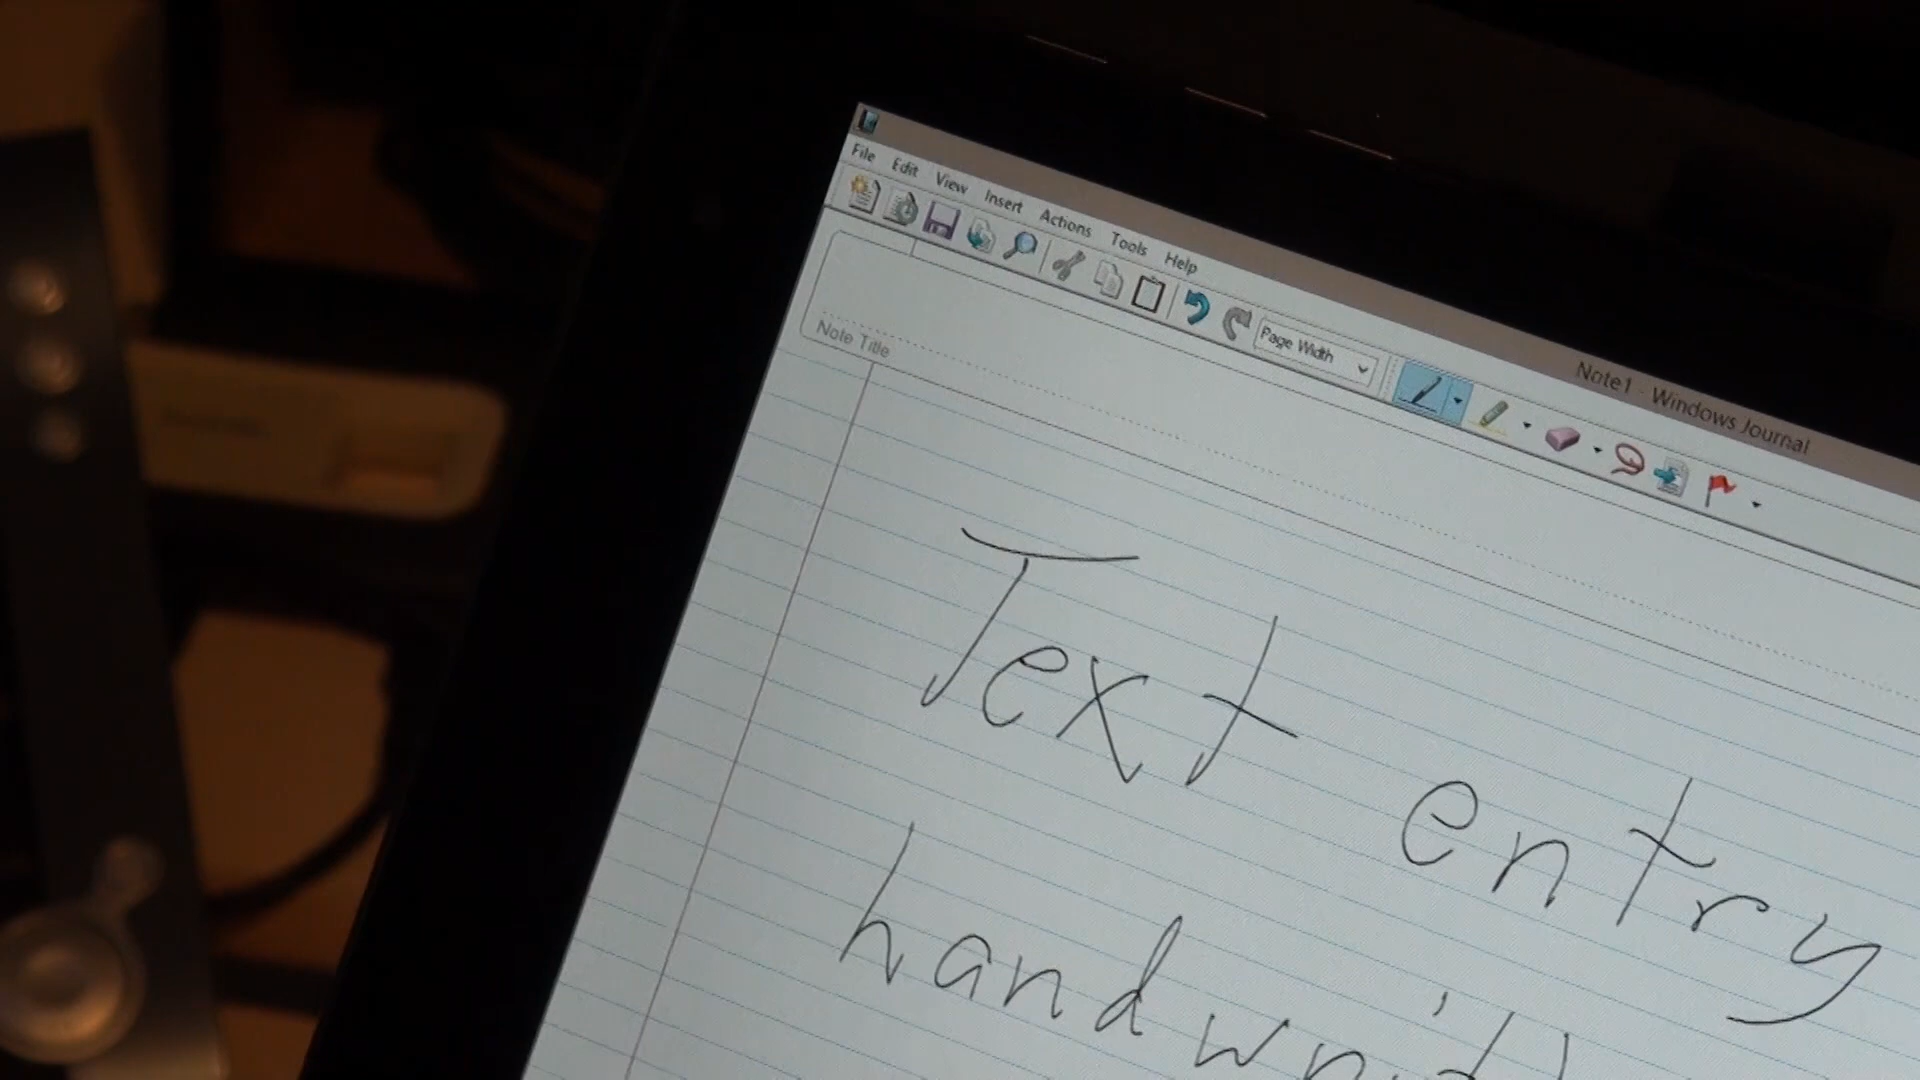 Note1 - Windows Journal
File Edit View Insert Actions Tools Help
Page Width
Note Title
Text entry